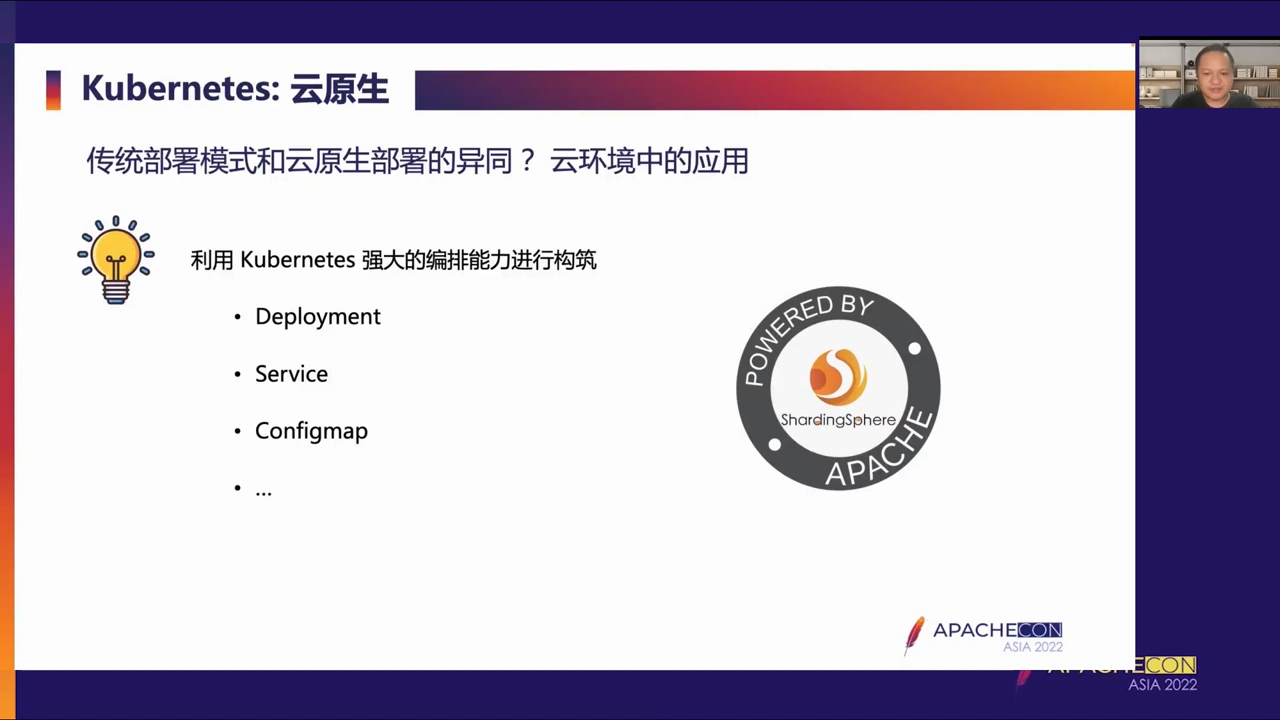 Kubernetes: 云原生
传统部署模式和云原生部署的异同？ 云环境中的应用
利用 Kubernetes 强大的编排能力进行构筑
• Deployment
• Service
• Configmap
• ...
POWERED BY
ShardingSphere
APACHE
APACHECON
ASIA 2022
APACHECON
ASIA 2022